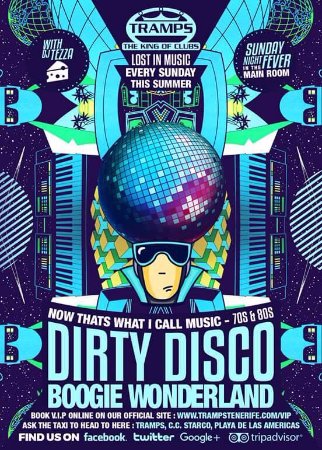 TRAMPS
THE KING OF CLUBS
LOST IN MUSIC
EVERY SUNDAY
THIS SUMMER
WITH
DJ TEZZA
SUNDAY
NIGHT FEVER
IN THE
MAIN ROOM
NOW THATS WHAT I CALL MUSIC - 70S & 80S
DIRTY DISCO
BOOGIE WONDERLAND
BOOK V.I.P ONLINE ON OUR OFFICIAL SITE : WWW.TRAMPSTENERIFE.COM/VIP
ASK THE TAXI TO HEAD TO HERE : TRAMPS, C.C. STARCO, PLAYA DE LAS AMERICAS
FIND US ON facebook. twitter Google+ tripadvisor